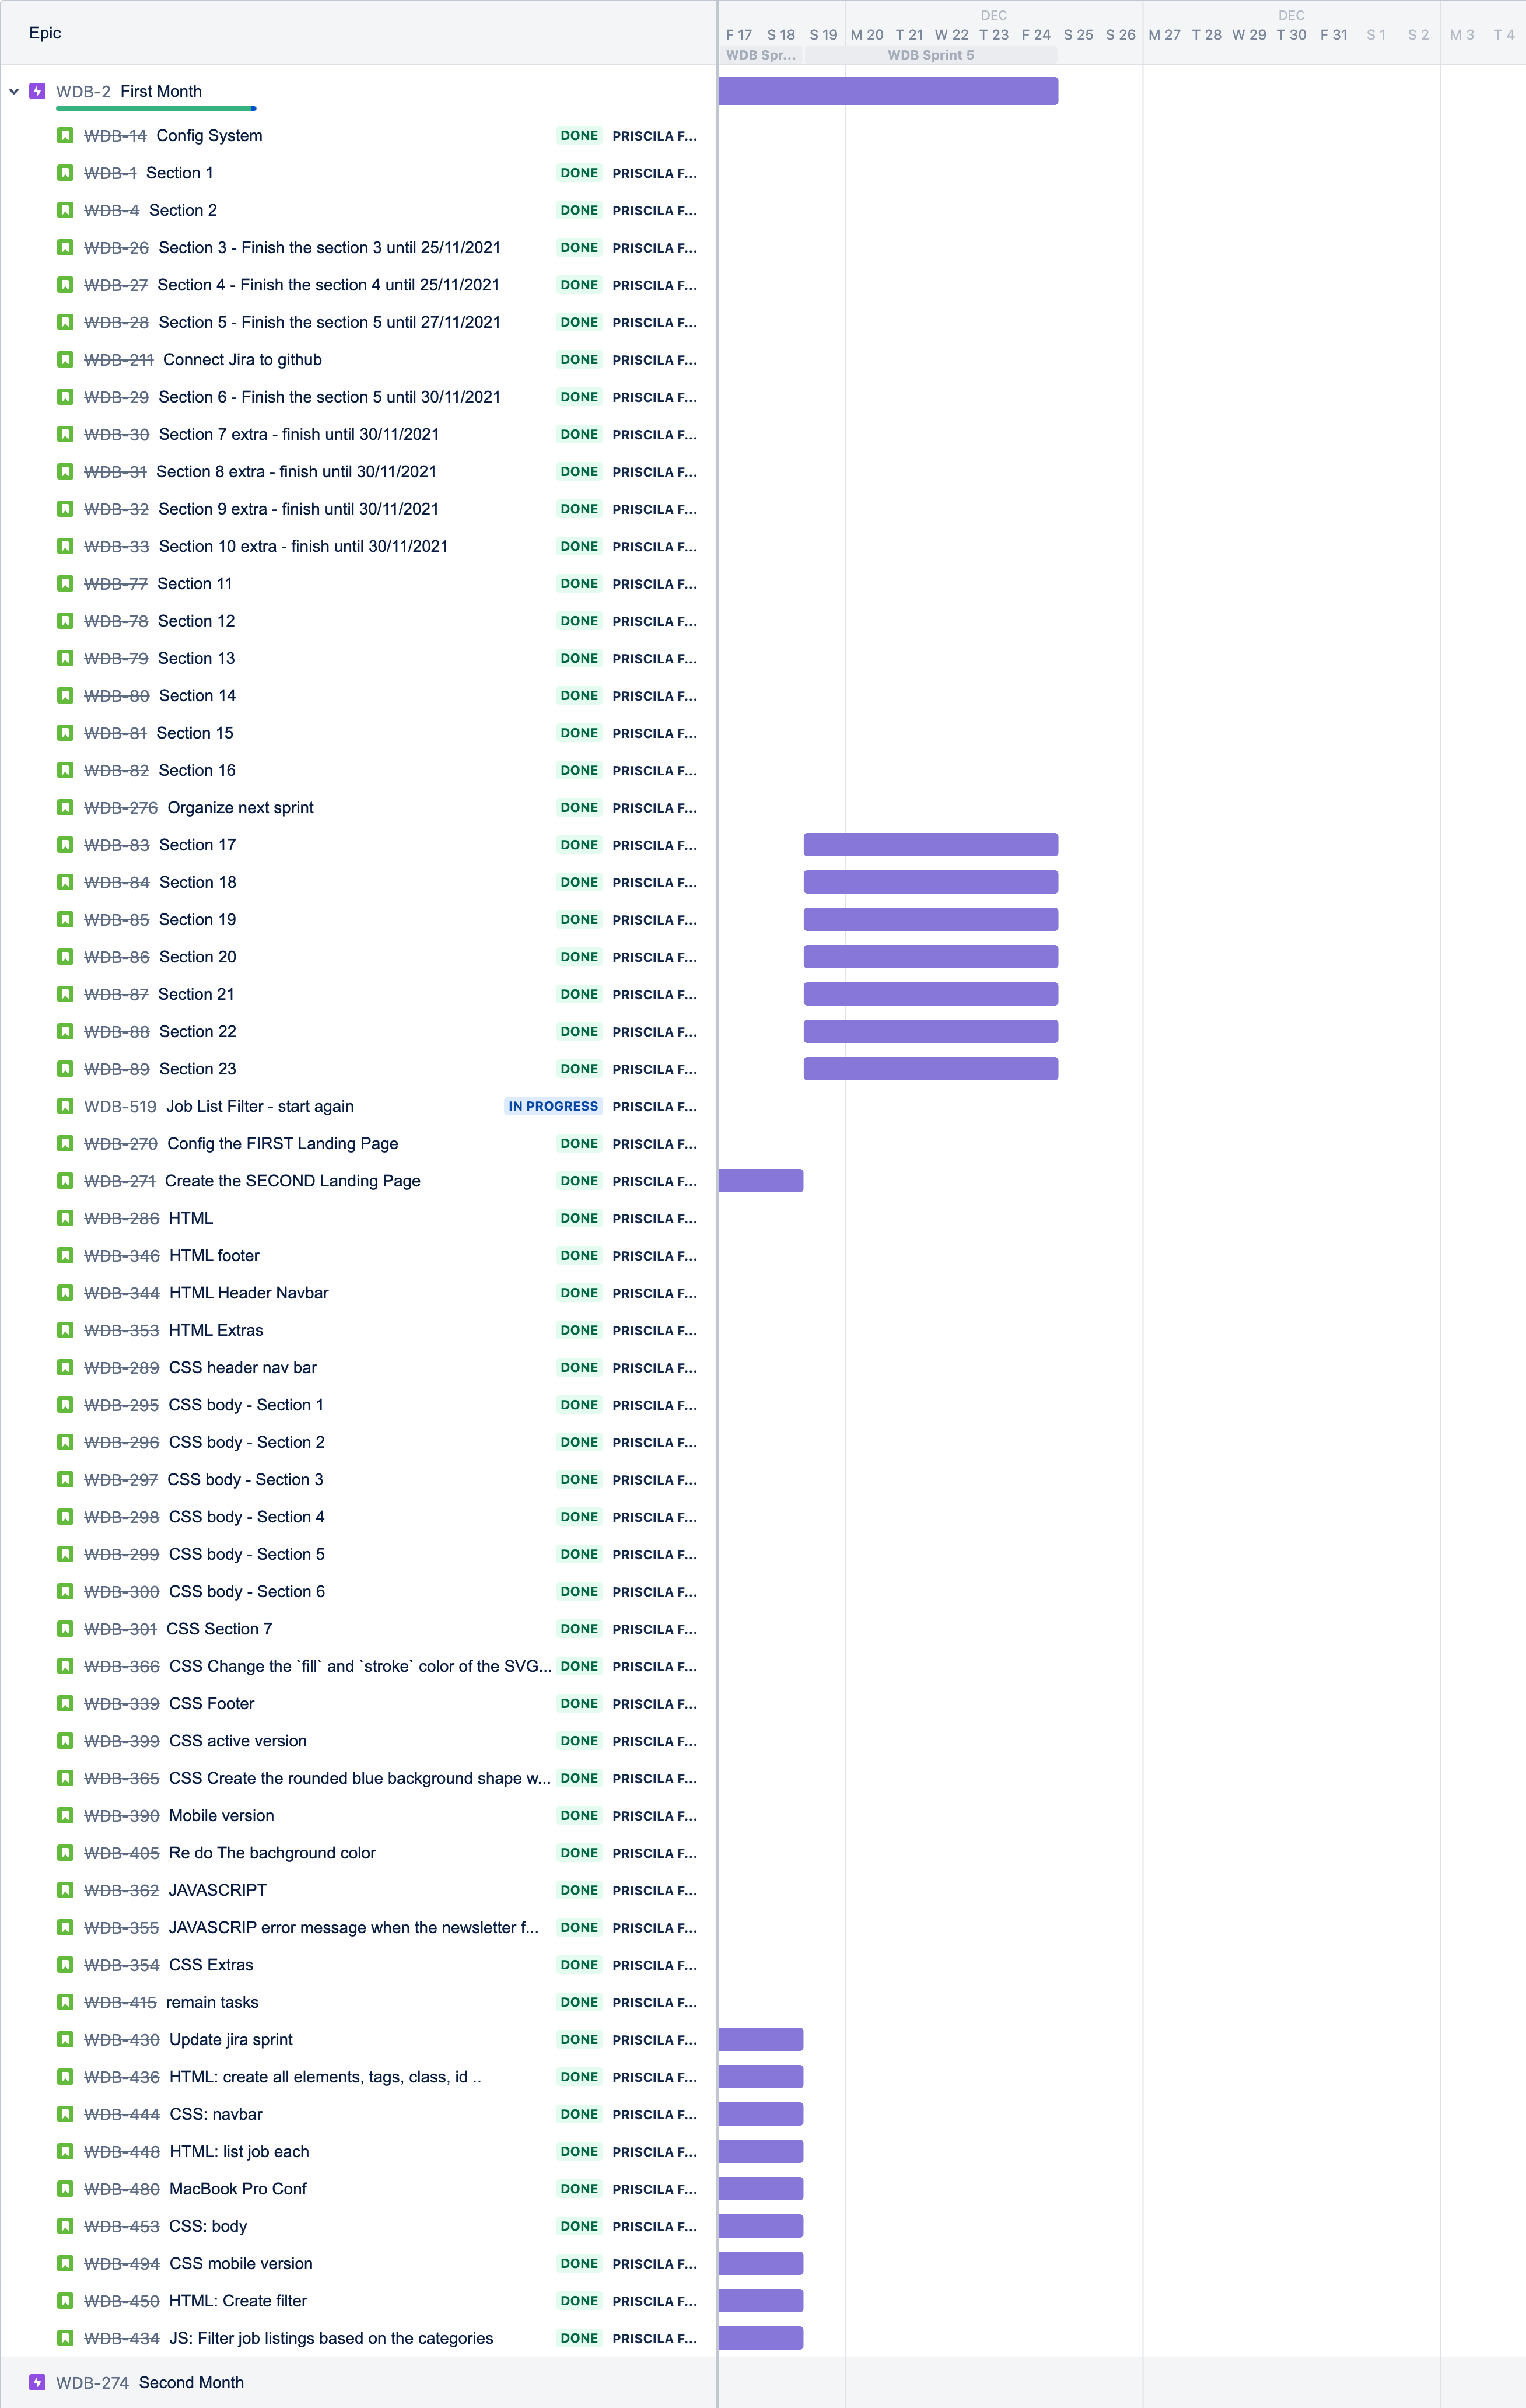 Epic
DEC DEC
F 17 S 18 S 19 M 20 T 21 W 22 T 23 F 24 S 25 S 26 M 27 T 28 W 29 T 30 F 31 S 1 S 2 M 3 T 4
WDB Spr... WDB Sprint 5
WDB-2 First Month
WDB-14 Config System DONE PRISCILA F...
WDB-1 Section 1 DONE PRISCILA F...
WDB-4 Section 2 DONE PRISCILA F...
WDB-26 Section 3 - Finish the section 3 until 25/11/2021 DONE PRISCILA F...
WDB-27 Section 4 - Finish the section 4 until 25/11/2021 DONE PRISCILA F...
WDB-28 Section 5 - Finish the section 5 until 27/11/2021 DONE PRISCILA F...
WDB-211 Connect Jira to github DONE PRISCILA F...
WDB-29 Section 6 - Finish the section 5 until 30/11/2021 DONE PRISCILA F...
WDB-30 Section 7 extra - finish until 30/11/2021 DONE PRISCILA F...
WDB-31 Section 8 extra - finish until 30/11/2021 DONE PRISCILA F...
WDB-32 Section 9 extra - finish until 30/11/2021 DONE PRISCILA F...
WDB-33 Section 10 extra - finish until 30/11/2021 DONE PRISCILA F...
WDB-77 Section 11 DONE PRISCILA F...
WDB-78 Section 12 DONE PRISCILA F...
WDB-79 Section 13 DONE PRISCILA F...
WDB-80 Section 14 DONE PRISCILA F...
WDB-81 Section 15 DONE PRISCILA F...
WDB-82 Section 16 DONE PRISCILA F...
WDB-276 Organize next sprint DONE PRISCILA F...
WDB-83 Section 17 DONE PRISCILA F...
WDB-84 Section 18 DONE PRISCILA F...
WDB-85 Section 19 DONE PRISCILA F...
WDB-86 Section 20 DONE PRISCILA F...
WDB-87 Section 21 DONE PRISCILA F...
WDB-88 Section 22 DONE PRISCILA F...
WDB-89 Section 23 DONE PRISCILA F...
WDB-519 Job List Filter - start again IN PROGRESS PRISCILA F...
WDB-270 Config the FIRST Landing Page DONE PRISCILA F...
WDB-271 Create the SECOND Landing Page DONE PRISCILA F...
WDB-286 HTML DONE PRISCILA F...
WDB-346 HTML footer DONE PRISCILA F...
WDB-344 HTML Header Navbar DONE PRISCILA F...
WDB-353 HTML Extras DONE PRISCILA F...
WDB-289 CSS header nav bar DONE PRISCILA F...
WDB-295 CSS body - Section 1 DONE PRISCILA F...
WDB-296 CSS body - Section 2 DONE PRISCILA F...
WDB-297 CSS body - Section 3 DONE PRISCILA F...
WDB-298 CSS body - Section 4 DONE PRISCILA F...
WDB-299 CSS body - Section 5 DONE PRISCILA F...
WDB-300 CSS body - Section 6 DONE PRISCILA F...
WDB-301 CSS Section 7 DONE PRISCILA F...
WDB-366 CSS Change the `fill` and `stroke` color of the SVG... DONE PRISCILA F...
WDB-339 CSS Footer DONE PRISCILA F...
WDB-399 CSS active version DONE PRISCILA F...
WDB-365 CSS Create the rounded blue background shape w... DONE PRISCILA F...
WDB-390 Mobile version DONE PRISCILA F...
WDB-405 Re do The bachground color DONE PRISCILA F...
WDB-362 JAVASCRIPT DONE PRISCILA F...
WDB-355 JAVASCRIP error message when the newsletter f... DONE PRISCILA F...
WDB-354 CSS Extras DONE PRISCILA F...
WDB-415 remain tasks DONE PRISCILA F...
WDB-430 Update jira sprint DONE PRISCILA F...
WDB-436 HTML: create all elements, tags, class, id .. DONE PRISCILA F...
WDB-444 CSS: navbar DONE PRISCILA F...
WDB-448 HTML: list job each DONE PRISCILA F...
WDB-480 MacBook Pro Conf DONE PRISCILA F...
WDB-453 CSS: body DONE PRISCILA F...
WDB-494 CSS mobile version DONE PRISCILA F...
WDB-450 HTML: Create filter DONE PRISCILA F...
WDB-434 JS: Filter job listings based on the categories DONE PRISCILA F...
WDB-274 Second Month